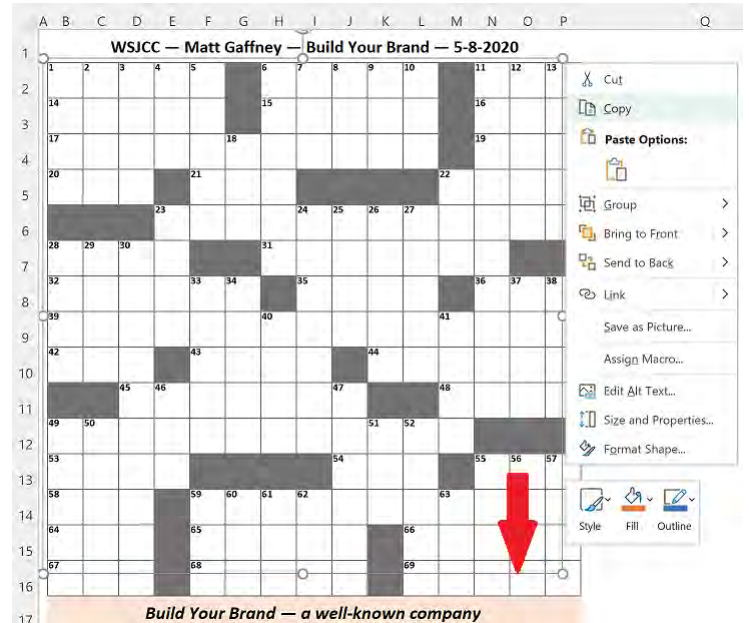 A B C D E F G H I J K L M N O P Q
1 WSJCC — Matt Gaffney — Build Your Brand — 5-8-2020
1 2 3 4 5 6 7 8 9 10 11 12 13
2
14 15 16
3
17 18 19
4
20 21 22
5
23 24 25 26 27
6
28 29 30 31
7
32 33 34 35 36 37 38
8
39 40 41
9
42 43 44
10
45 46 47 48
11
49 50 51 52
12
53 54 55 56 57
13
58 59 60 61 62 63
14
64 65 66
15
67 68 69
16
17 Build Your Brand — a well-known company
Cut
Copy
Paste Options:
Group
Bring to Front
Send to Back
Link
Save as Picture...
Assign Macro...
Edit Alt Text...
Size and Properties...
Format Shape...
Style Fill Outline